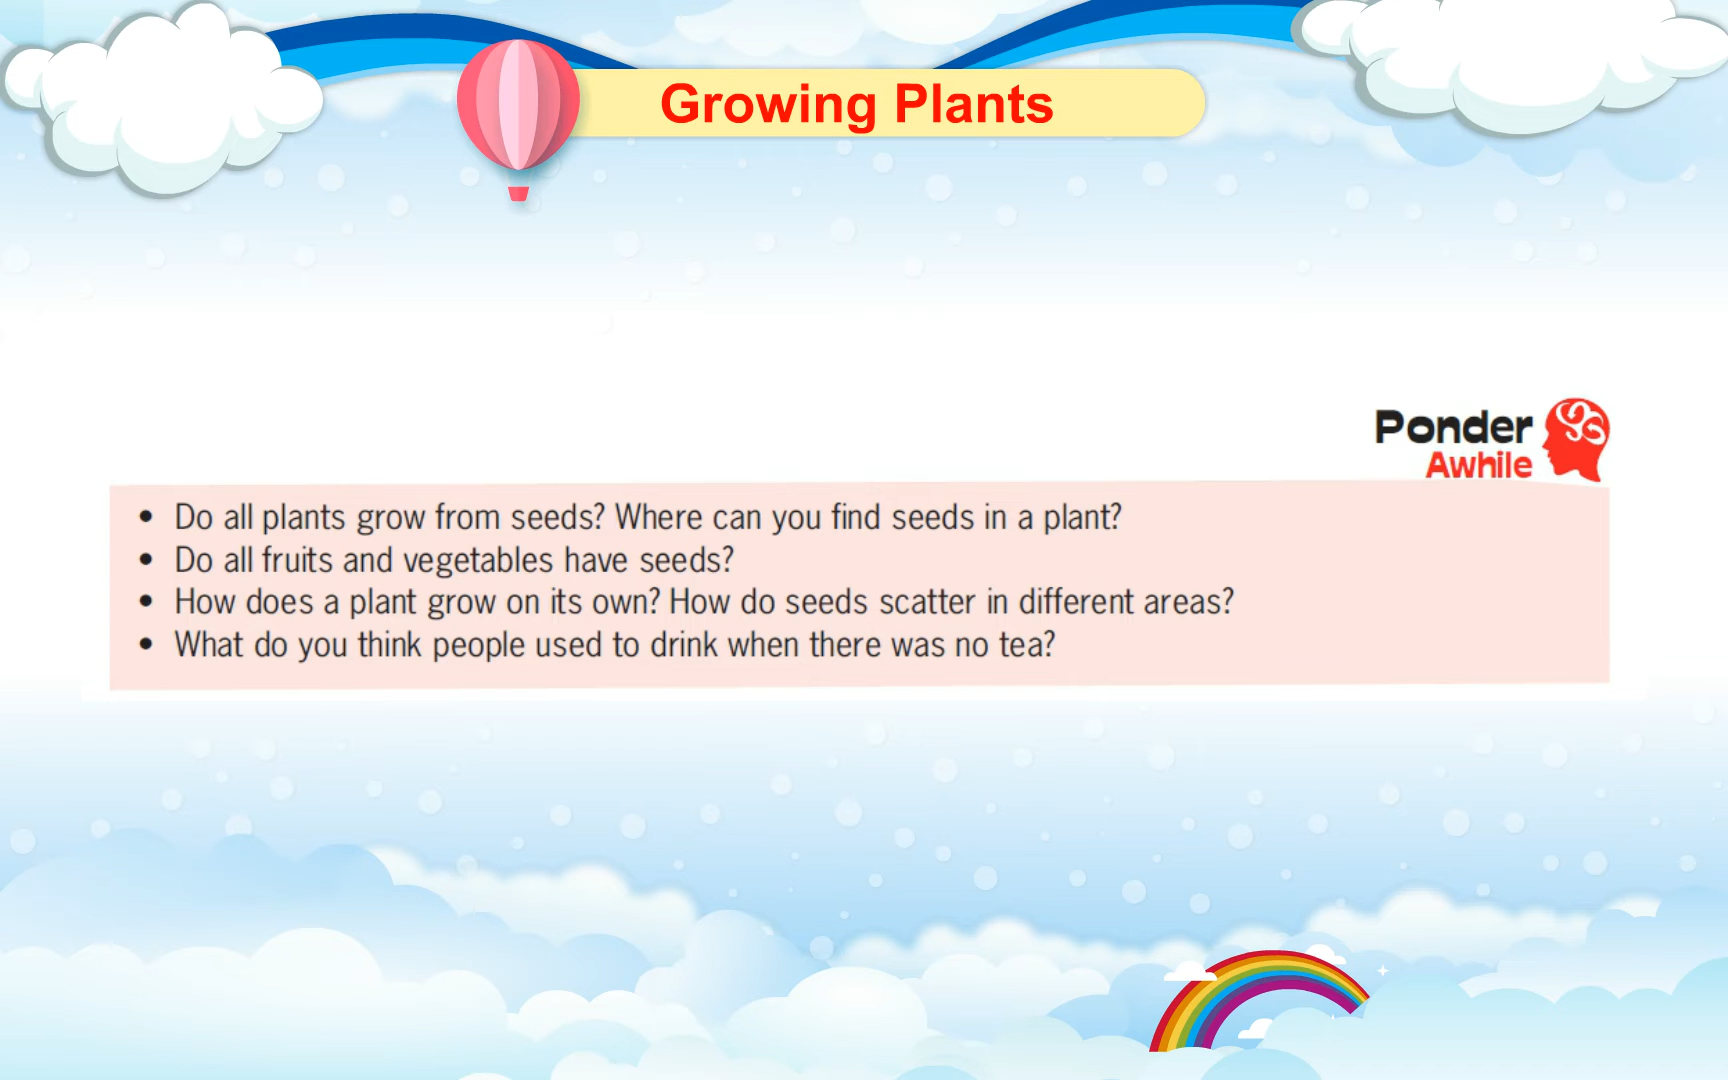 Growing Plants
Ponder
Awhile
• Do all plants grow from seeds? Where can you find seeds in a plant?
• Do all fruits and vegetables have seeds?
• How does a plant grow on its own? How do seeds scatter in different areas?
• What do you think people used to drink when there was no tea?